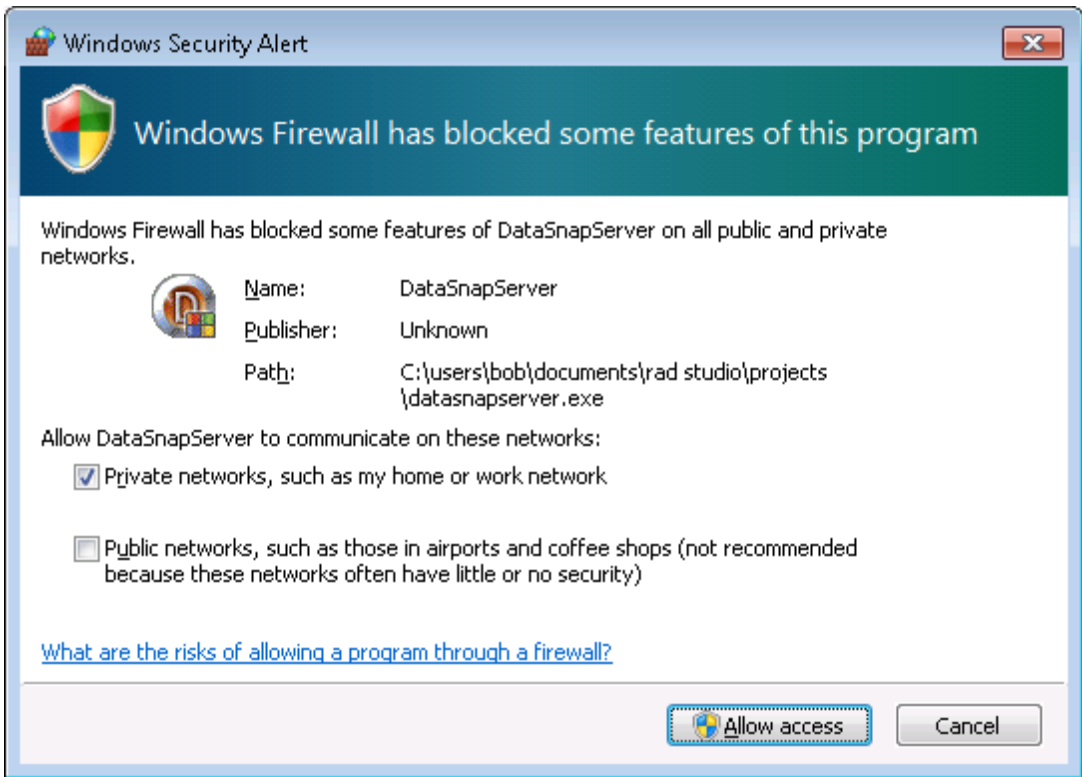 Windows Security Alert
Windows Firewall has blocked some features of this program
Windows Firewall has blocked some features of DataSnapServer on all public and private
networks.
Name: DataSnapServer
Publisher: Unknown
Path: C:\users\bob\documents\rad studio\projects
\datasnapserver.exe
Allow DataSnapServer to communicate on these networks:
Private networks, such as my home or work network
Public networks, such as those in airports and coffee shops (not recommended
because these networks often have little or no security)
What are the risks of allowing a program through a firewall?
Allow access Cancel